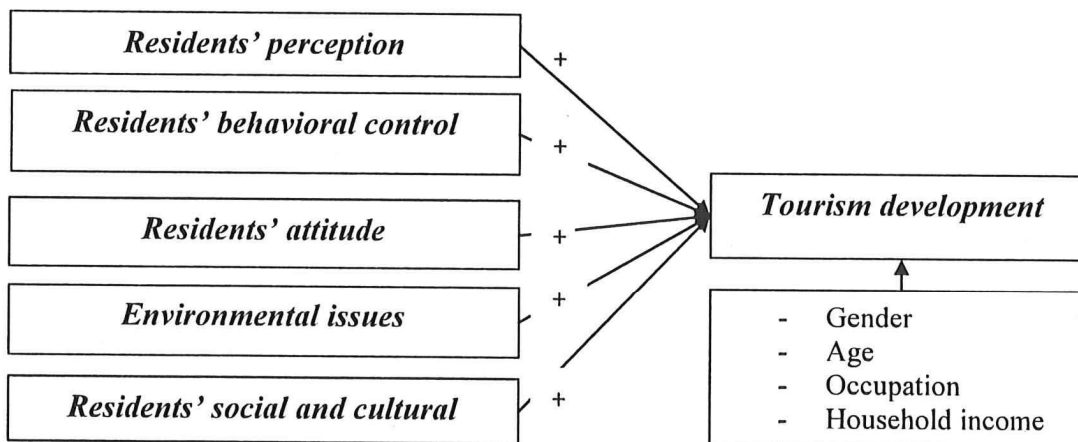 Residents’ perception
+
Residents’ behavioral control
+
Residents’ attitude
+
Environmental issues
+
Residents’ social and cultural
+
Tourism development
- Gender
- Age
- Occupation
- Household income